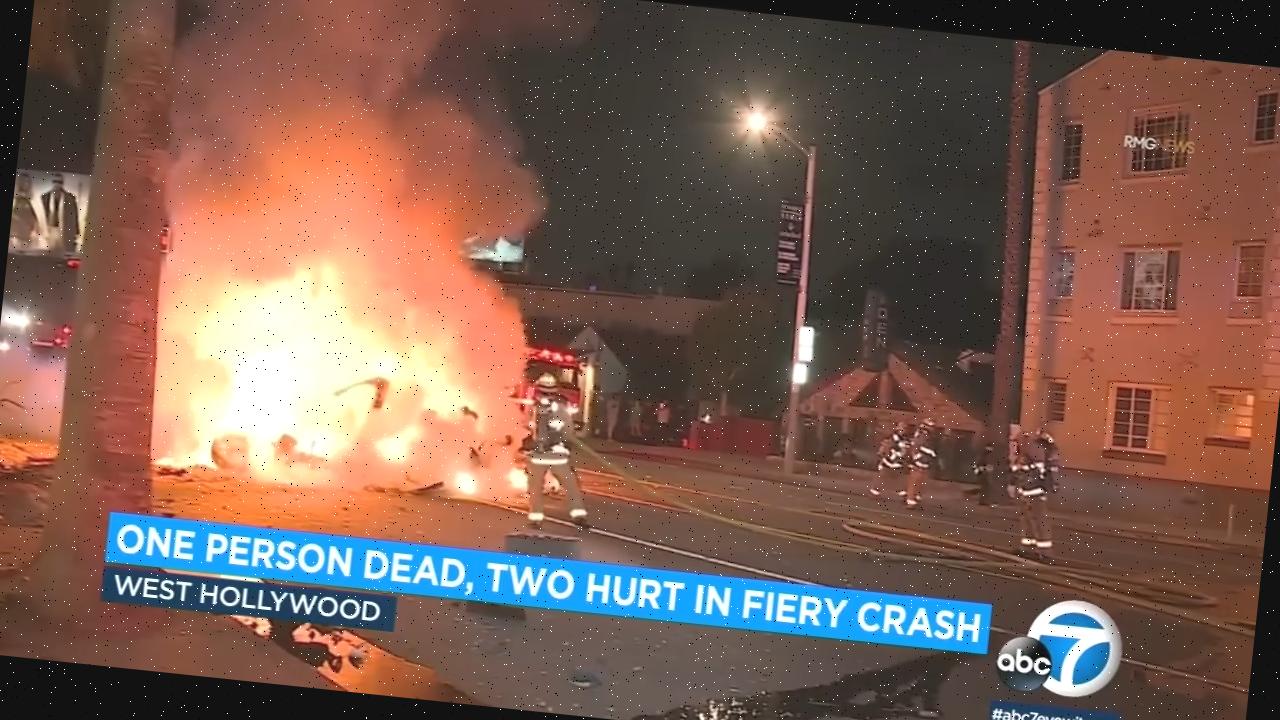 RMG NEWS
ONE PERSON DEAD, TWO HURT IN FIERY CRASH
WEST HOLLYWOOD
abc 7